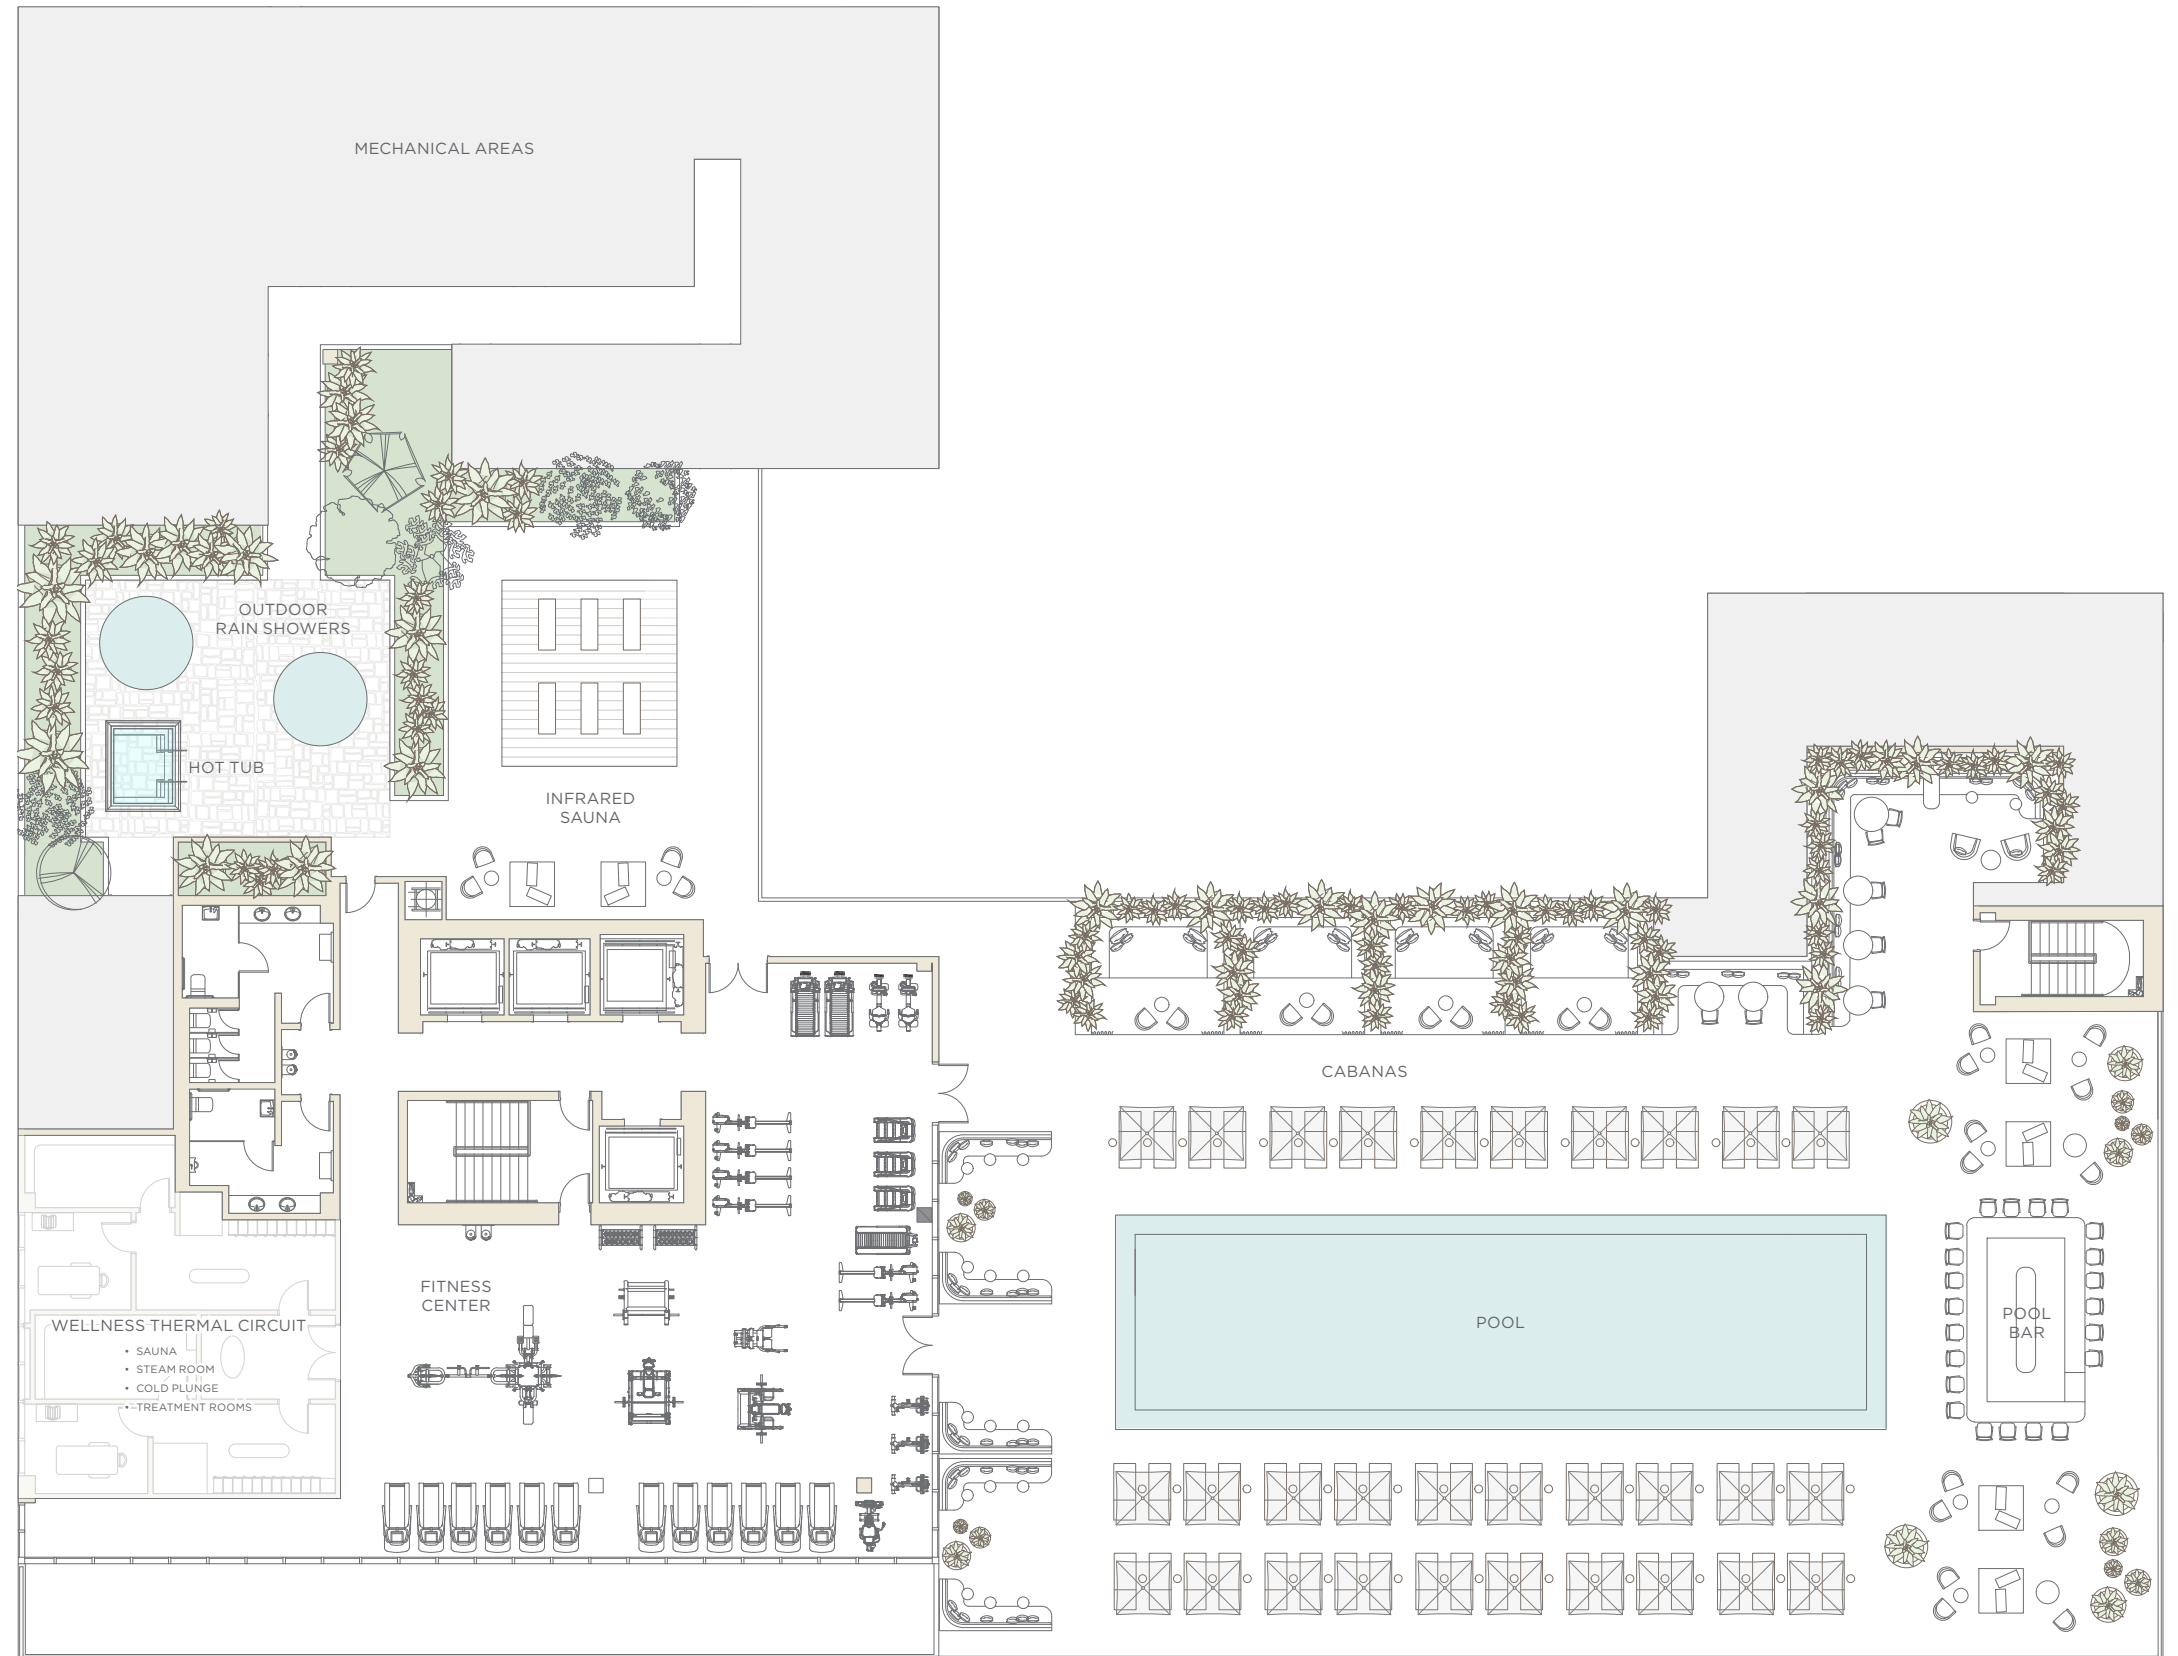 MECHANICAL AREAS
OUTDOOR
RAIN SHOWERS
HOT TUB
INFRARED
SAUNA
CABANAS
FITNESS
CENTER
WELLNESS THERMAL CIRCUIT
• SAUNA
• STEAM ROOM
• COLD PLUNGE
• TREATMENT ROOMS
POOL
POOL
BAR